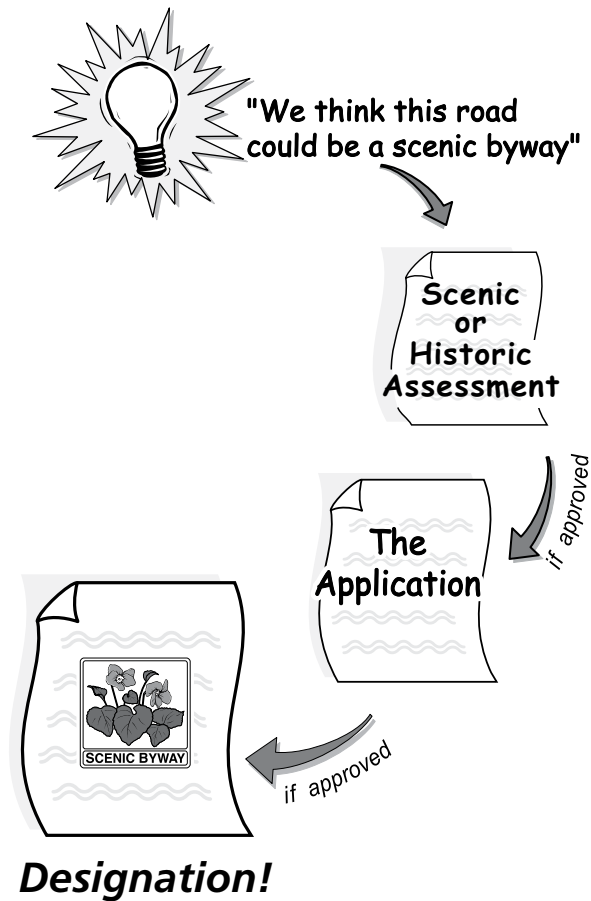 "We think this road
could be a scenic byway"
Scenic
or
Historic
Assessment
if approved
The
Application
if approved
SCENIC BYWAY
Designation!